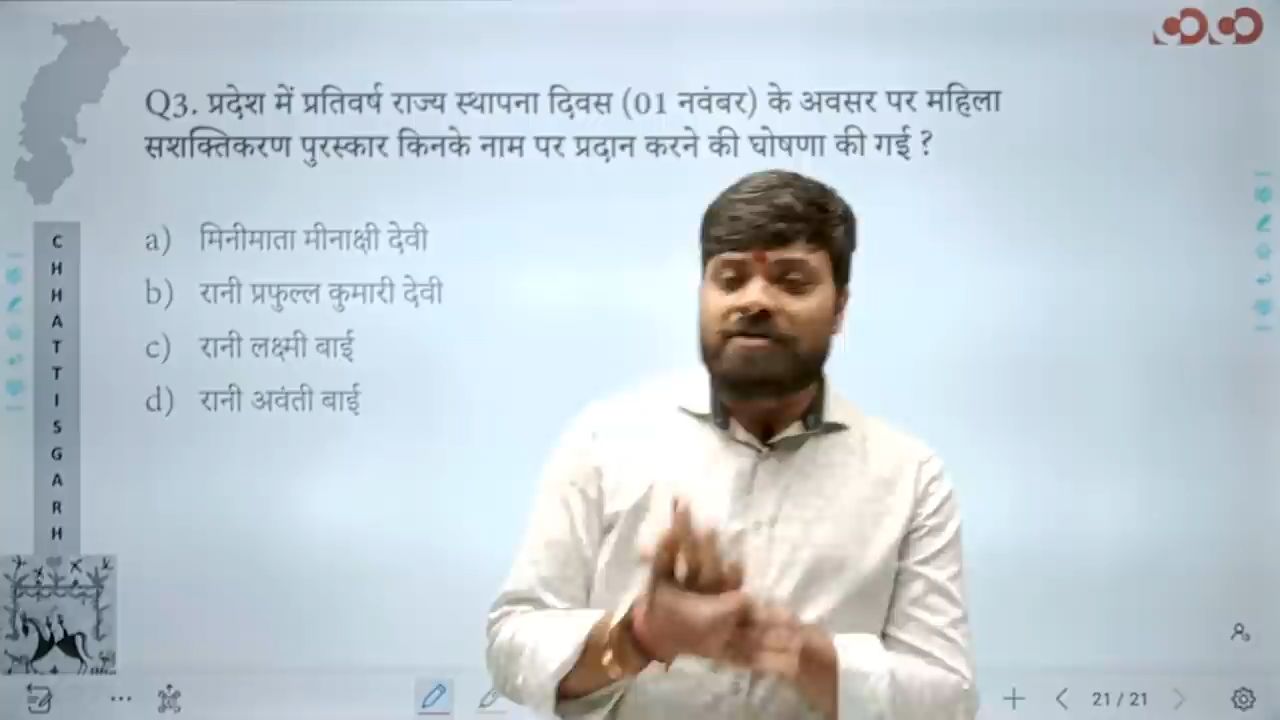 Q3. प्रदेश में प्रतिवर्ष राज्य स्थापना दिवस (01 नवंबर) के अवसर पर महिला
सशक्तिकरण पुरस्कार किनके नाम पर प्रदान करने की घोषणा की गई ?
a) मिनीमाता मीनाक्षी देवी
b) रानी प्रफुल्ल कुमारी देवी
c) रानी लक्ष्मी बाई
d) रानी अवंती बाई
CHHATTISGARH
21 / 21